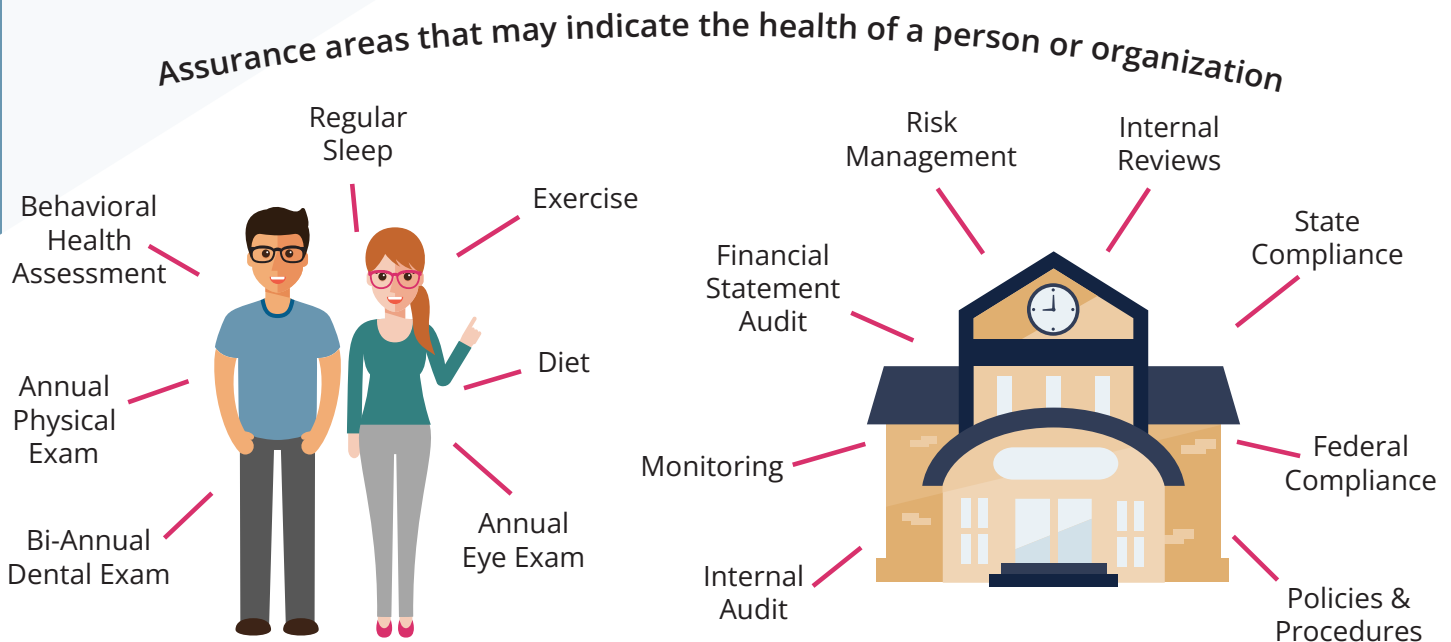 Assurance areas that may indicate the health of a person or organization
Regular
Sleep
Exercise
Behavioral
Health
Assessment
Diet
Annual
Physical
Exam
Annual
Eye Exam
Bi-Annual
Dental Exam
Risk
Management
Internal
Reviews
State
Compliance
Financial
Statement
Audit
Monitoring
Federal
Compliance
Internal
Audit
Policies &
Procedures